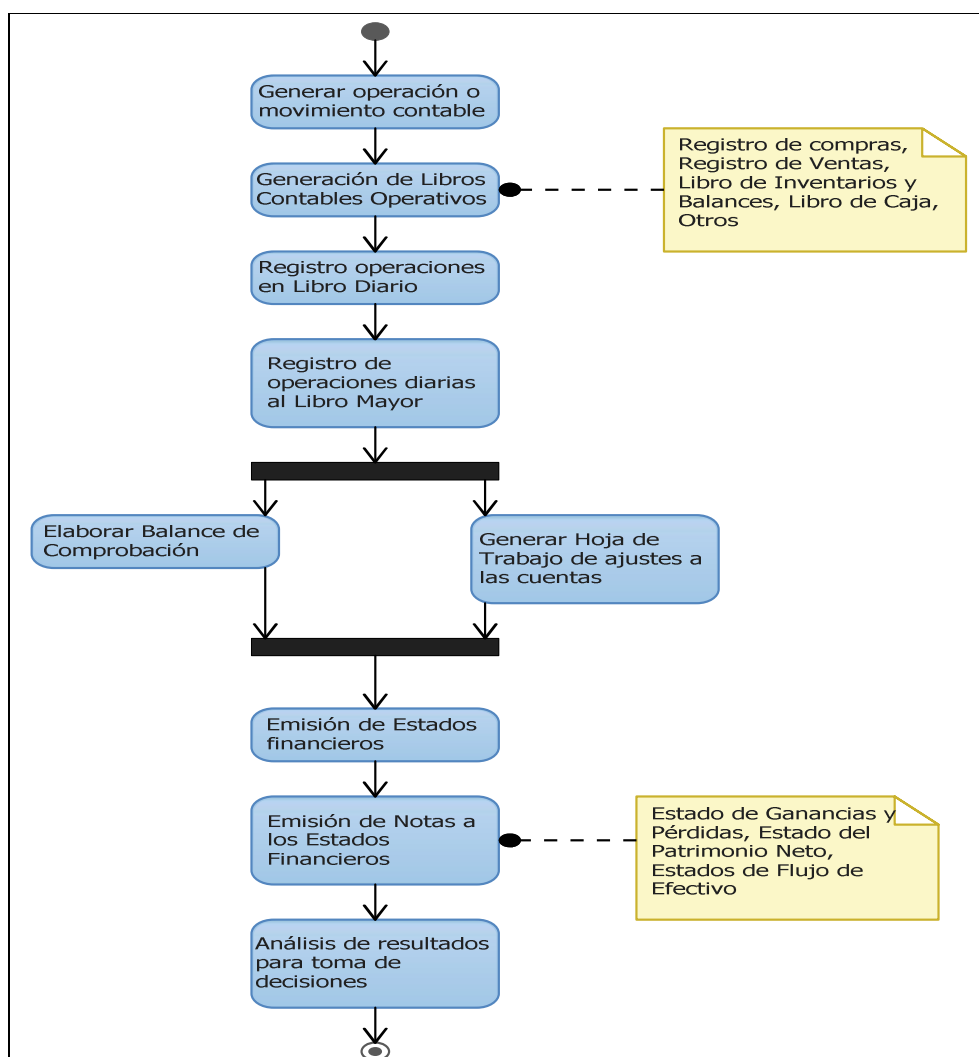 Generar operación o
movimiento contable
Generación de Libros
Contables Operativos
Registro de compras,
Registro de Ventas,
Libro de Inventarios y
Balances, Libro de Caja,
Otros
Registro operaciones
en Libro Diario
Registro de
operaciones diarias
al Libro Mayor
Elaborar Balance de
Comprobación
Generar Hoja de
Trabajo de ajustes a
las cuentas
Emisión de Estados
financieros
Emisión de Notas a
los Estados
Financieros
Estado de Ganancias y
Pérdidas, Estado del
Patrimonio Neto,
Estados de Flujo de
Efectivo
Análisis de resultados
para toma de
decisiones